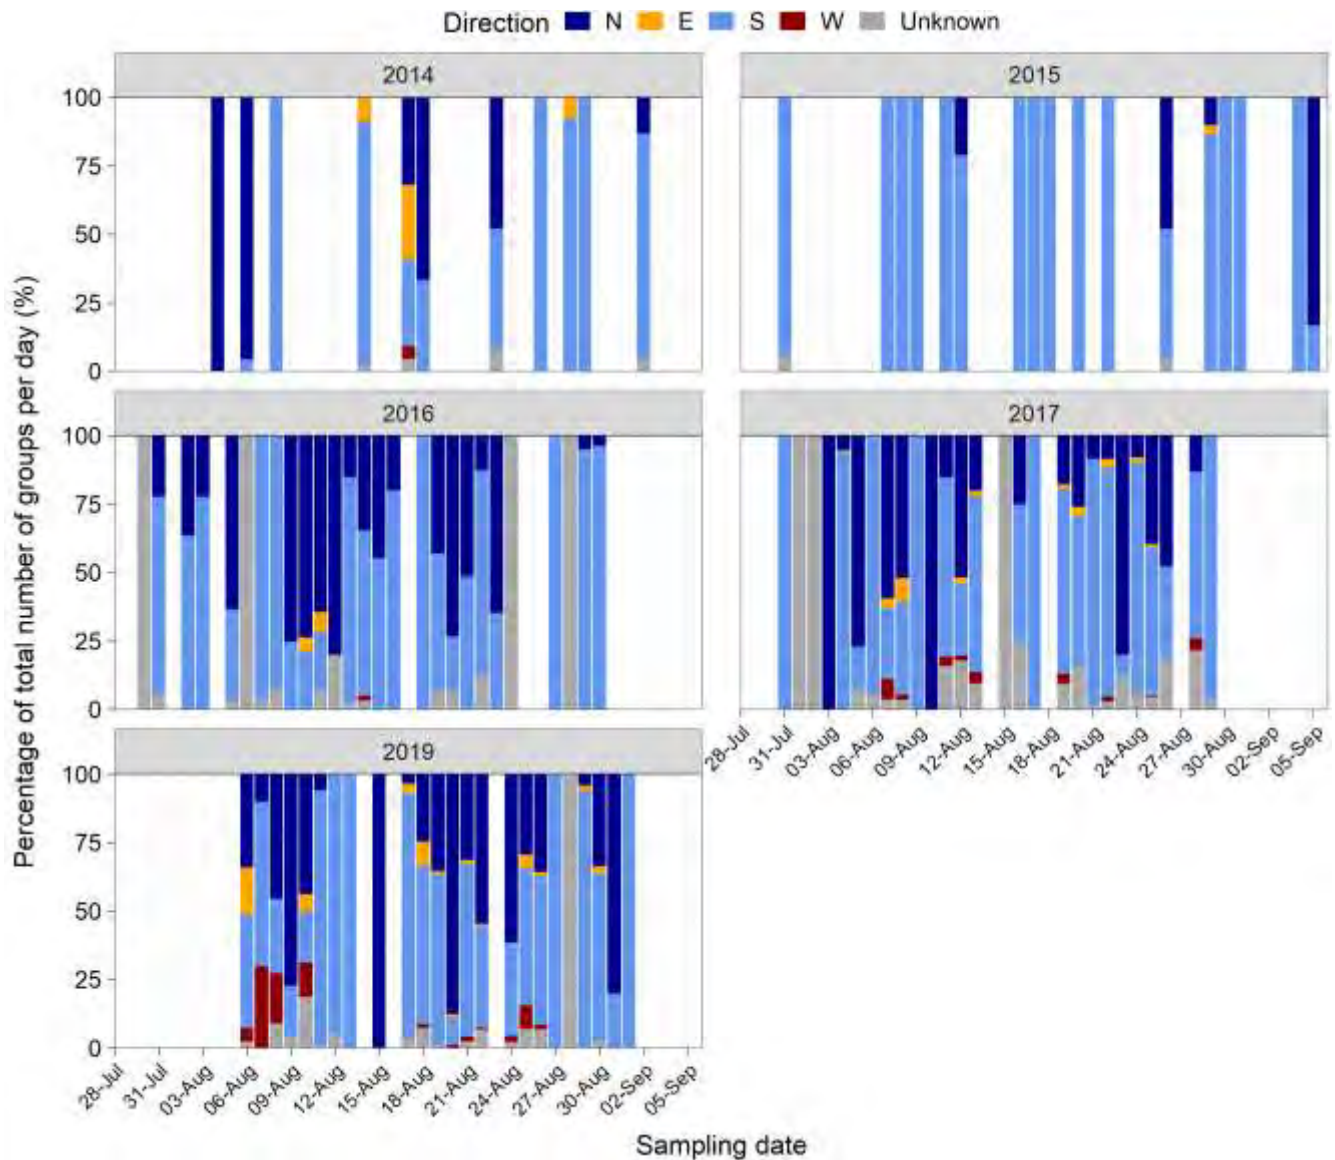 Direction N E S W Unknown
2014
2015
100
75
50
25
0
2016
2017
100
75
50
25
0
28-Jul
31-Jul
03-Aug
06-Aug
09-Aug
12-Aug
15-Aug
18-Aug
21-Aug
24-Aug
27-Aug
30-Aug
02-Sep
05-Sep
2019
100
75
50
25
0
28-Jul
31-Jul
03-Aug
06-Aug
09-Aug
12-Aug
15-Aug
18-Aug
21-Aug
24-Aug
27-Aug
30-Aug
02-Sep
05-Sep
Percentage of total number of groups per day (%)
Sampling date